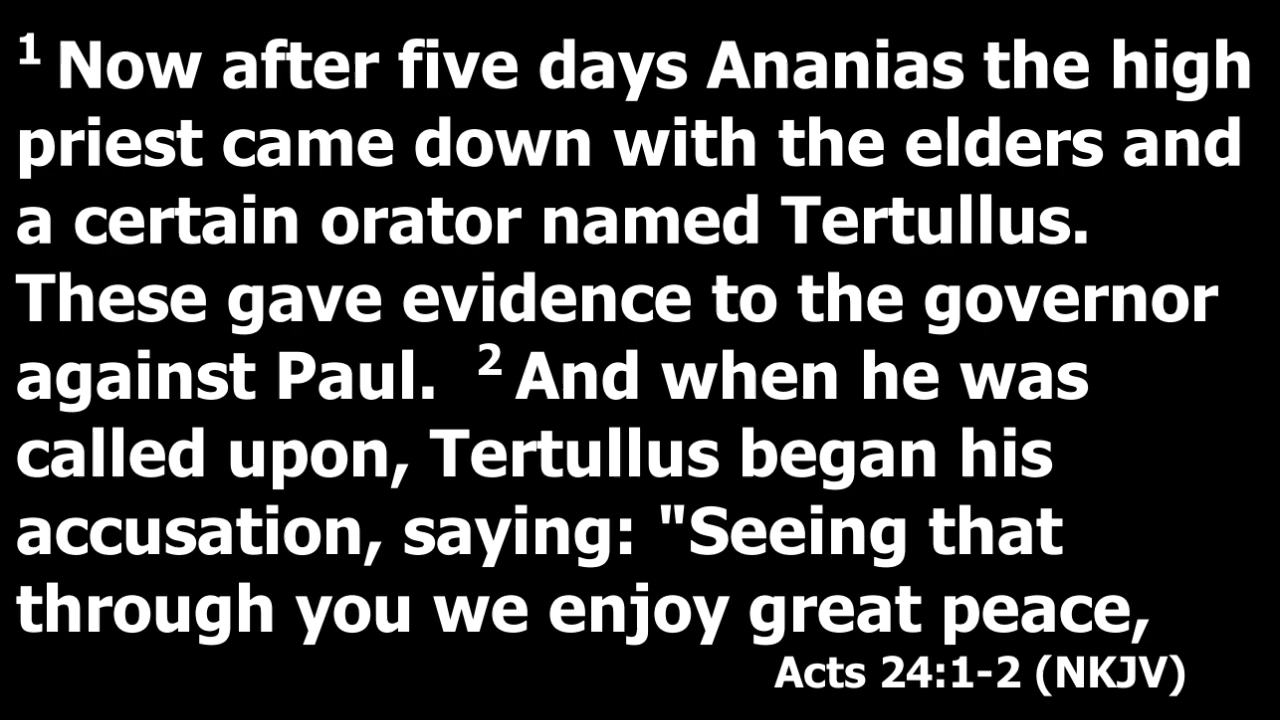 1 Now after five days Ananias the high
priest came down with the elders and
a certain orator named Tertullus.
These gave evidence to the governor
against Paul. 2 And when he was
called upon, Tertullus began his
accusation, saying: "Seeing that
through you we enjoy great peace,
Acts 24:1-2 (NKJV)